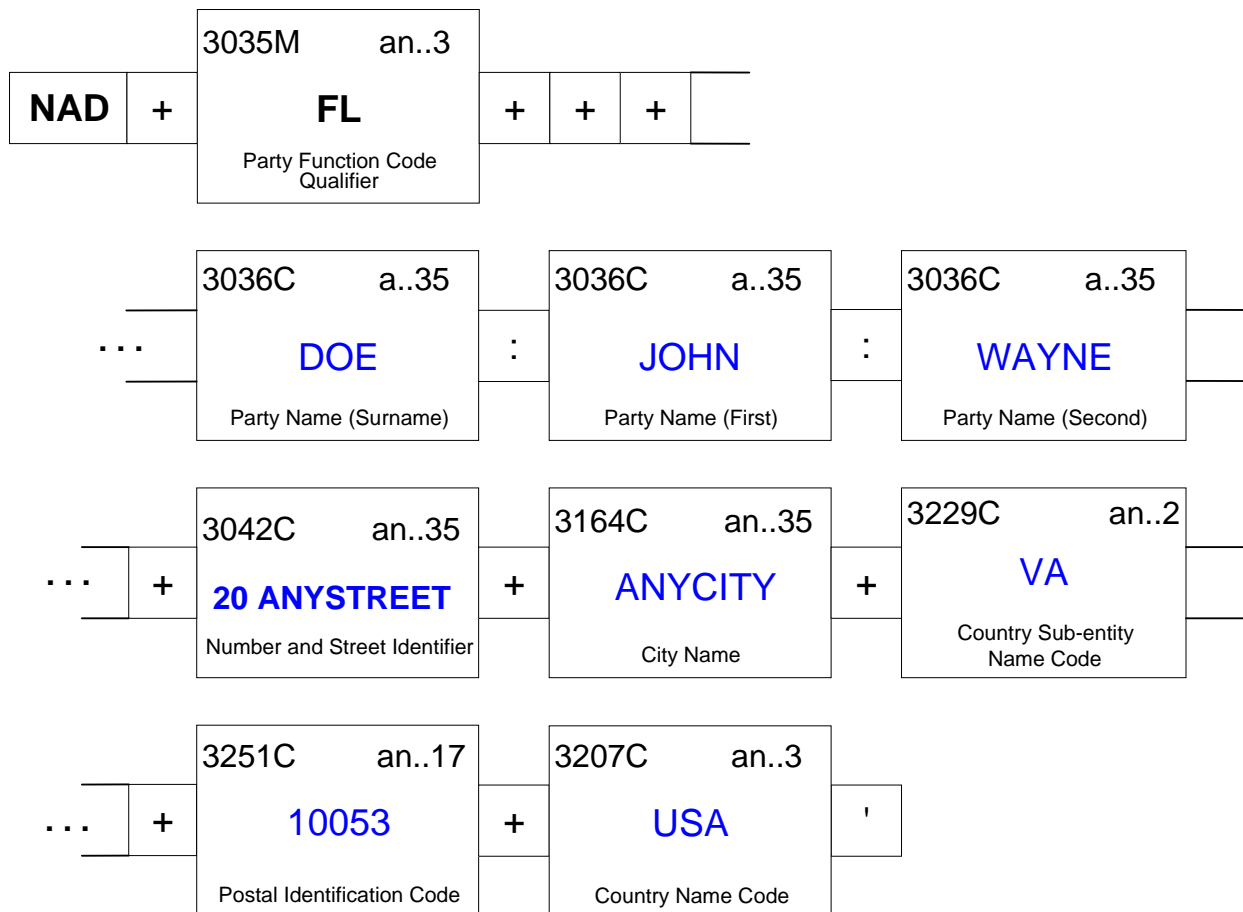 3035M an..3
NAD + FL + + +
Party Function Code
Qualifier
3036C a..35 3036C a..35 3036C a..35
... DOE : JOHN : WAYNE
Party Name (Surname) Party Name (First) Party Name (Second)
3042C an..35 3164C an..35 3229C an..2
... + 20 ANYSTREET + ANYCITY + VA
Number and Street Identifier City Name Country Sub-entity
Name Code
3251C an..17 3207C an..3
... + 10053 + USA '
Postal Identification Code Country Name Code